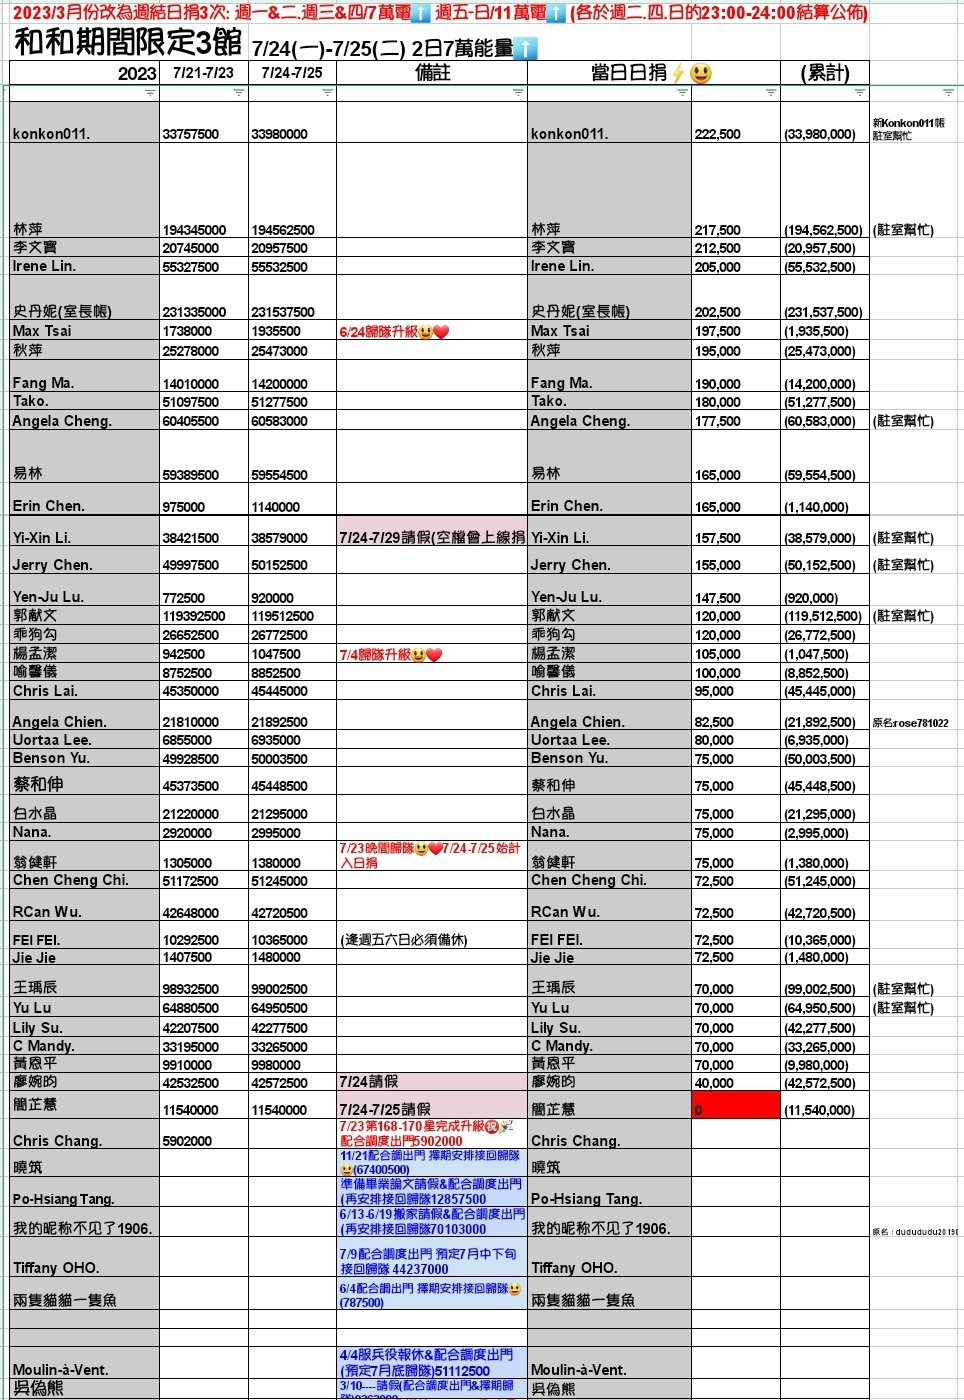 2023/3月份改為週結日捐3次: 週一&二.週三&四/7萬電⬆️ 週五-日/11萬電⬆️ (各於週二.四.日的23:00-24:00結算公佈)
和和期間限定3館 7/24(一)-7/25(二) 2日7萬能量⬆️
2023 7/21-7/23 7/24-7/25 備註 當日日捐⚡😃 (累計)
konkon011. 33757500 33980000 konkon011. 222,500 (33,980,000) 新Konkon011帳
駐室幫忙
林萍 194345000 194562500 林萍 217,500 (194,562,500) (駐室幫忙)
李文寶 20745000 20957500 李文寶 212,500 (20,957,500)
Irene Lin. 55327500 55532500 Irene Lin. 205,000 (55,532,500)
史丹妮(室長帳) 231335000 231537500 史丹妮(室長帳) 202,500 (231,537,500)
Max Tsai 1738000 1935500 6/24歸隊升級😃❤️ Max Tsai 197,500 (1,935,500)
秋萍 25278000 25473000 秋萍 195,000 (25,473,000)
Fang Ma. 14010000 14200000 Fang Ma. 190,000 (14,200,000)
Tako. 51097500 51277500 Tako. 180,000 (51,277,500)
Angela Cheng. 60405500 60583000 Angela Cheng. 177,500 (60,583,000) (駐室幫忙)
易林 59389500 59554500 易林 165,000 (59,554,500)
Erin Chen. 975000 1140000 Erin Chen. 165,000 (1,140,000)
Yi-Xin Li. 38421500 38579000 7/24-7/29請假(空檔會上線捐 Yi-Xin Li. 157,500 (38,579,000) (駐室幫忙)
Jerry Chen. 49997500 50152500 Jerry Chen. 155,000 (50,152,500) (駐室幫忙)
Yen-Ju Lu. 772500 920000 Yen-Ju Lu. 147,500 (920,000)
郭献文 119392500 119512500 郭献文 120,000 (119,512,500) (駐室幫忙)
乖狗勾 26652500 26772500 乖狗勾 120,000 (26,772,500)
楊孟潔 942500 1047500 7/4歸隊升級😃❤️ 楊孟潔 105,000 (1,047,500)
喻馨儀 8752500 8852500 喻馨儀 100,000 (8,852,500)
Chris Lai. 45350000 45445000 Chris Lai. 95,000 (45,445,000)
Angela Chien. 21810000 21892500 Angela Chien. 82,500 (21,892,500) 原名:rose781022
Uortaa Lee. 6855000 6935000 Uortaa Lee. 80,000 (6,935,000)
Benson Yu. 49928500 50003500 Benson Yu. 75,000 (50,003,500)
蔡和伸 45373500 45448500 蔡和伸 75,000 (45,448,500)
白水晶 21220000 21295000 白水晶 75,000 (21,295,000)
Nana. 2920000 2995000 Nana. 75,000 (2,995,000)
翁健軒 1305000 1380000 7/23晚間歸隊😃❤️7/24-7/25始計
入日捐 翁健軒 75,000 (1,380,000)
Chen Cheng Chi. 51172500 51245000 Chen Cheng Chi. 72,500 (51,245,000)
RCan Wu. 42648000 42720500 RCan Wu. 72,500 (42,720,500)
FEI FEI. 10292500 10365000 (逢週五六日必須備休) FEI FEI. 72,500 (10,365,000)
Jie Jie 1407500 1480000 Jie Jie 72,500 (1,480,000)
王瑀辰 98932500 99002500 王瑀辰 70,000 (99,002,500) (駐室幫忙)
Yu Lu 64880500 64950500 Yu Lu 70,000 (64,950,500) (駐室幫忙)
Lily Su. 42207500 42277500 Lily Su. 70,000 (42,277,500)
C Mandy. 33195000 33265000 C Mandy. 70,000 (33,265,000)
黃恩平 9910000 9980000 黃恩平 70,000 (9,980,000)
廖婉昀 42532500 42572500 7/24請假 廖婉昀 40,000 (42,572,500)
簡芷慧 11540000 11540000 7/24-7/25請假 簡芷慧 0 (11,540,000)
Chris Chang. 5902000 7/23第168-170星完成升級㊗️🎉
配合調度出門5902000 Chris Chang.
曉筑 11/21配合調出門 擇期安排接回歸隊
😃(67400500) 曉筑
Po-Hsiang Tang. 準備畢業論文請假&配合調度出門
(再安排接回歸隊12857500 Po-Hsiang Tang.
我的昵称不见了1906. 6/13-6/19搬家請假&配合調度出門
(再安排接回歸隊70103000 我的昵称不见了1906. 原名：dudududu20190
Tiffany OHO. 7/9配合調度出門 預定7月中下旬
接回歸隊 44237000 Tiffany OHO.
兩隻貓貓一隻魚 6/4配合調出門 擇期安排接回歸隊😃
(787500) 兩隻貓貓一隻魚
Moulin-à-Vent. 4/4服兵役報休&配合調度出門
(預定7月底歸隊)51112500 Moulin-à-Vent.
吳偽熊 3/10----請假(配合調度出門&擇期歸 吳偽熊